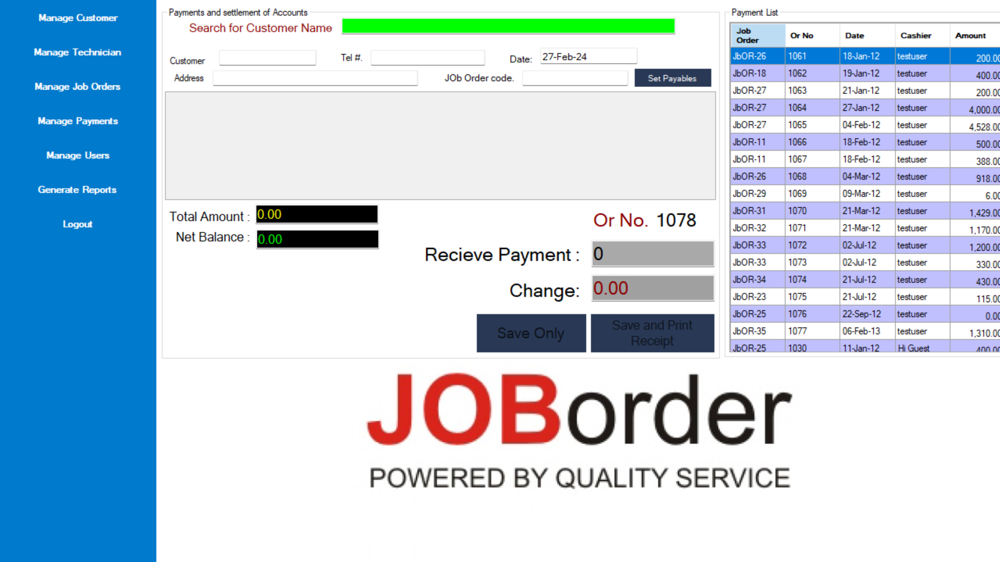 Manage Customer
Manage Technician
Manage Job Orders
Manage Payments
Manage Users
Generate Reports
Logout
Payments and settlement of Accounts
Search for Customer Name
Customer
Tel #.
Date: 27-Feb-24
Address
JOb Order code.
Set Payables
Total Amount : 0.00
Net Balance : 0.00
Or No. 1078
Recieve Payment : 0
Change: 0.00
Save Only
Save and Print
Receipt
Payment List
Job Order Or No Date Cashier Amount
JbOR-26 1061 18-Jan-12 testuser 200.00
JbOR-18 1062 19-Jan-12 testuser 400.00
JbOR-27 1063 21-Jan-12 testuser 200.00
JbOR-27 1064 27-Jan-12 testuser 4,000.00
JbOR-27 1065 04-Feb-12 testuser 4,528.00
JbOR-11 1066 18-Feb-12 testuser 500.00
JbOR-11 1067 18-Feb-12 testuser 388.00
JbOR-26 1068 04-Mar-12 testuser 918.00
JbOR-29 1069 09-Mar-12 testuser 6.00
JbOR-31 1070 21-Mar-12 testuser 1,429.00
JbOR-32 1071 21-Mar-12 testuser 1,170.00
JbOR-33 1072 02-Jul-12 testuser 1,200.00
JbOR-33 1073 02-Jul-12 testuser 330.00
JbOR-34 1074 21-Jul-12 testuser 430.00
JbOR-23 1075 21-Jul-12 testuser 115.00
JbOR-25 1076 22-Sep-12 testuser 0.00
JbOR-35 1077 06-Feb-13 testuser 1,310.00
JbOR-25 1030 11-Jan-12 Hi Guest 400.00
JOBorder
POWERED BY QUALITY SERVICE